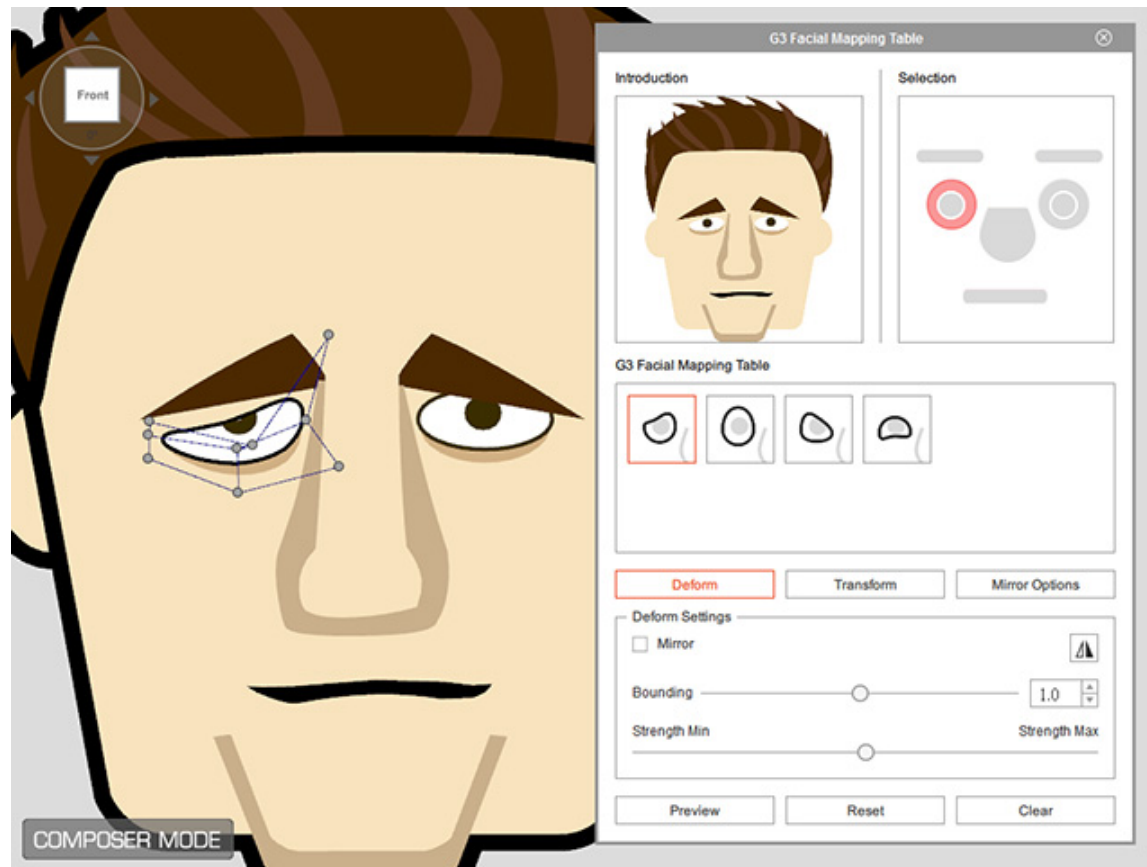 Front
G3 Facial Mapping Table
Introduction
Selection
G3 Facial Mapping Table
Deform
Transform
Mirror Options
Deform Settings
Mirror
Bounding
1.0
Strength Min
Strength Max
Preview
Reset
Clear
COMPOSER MODE